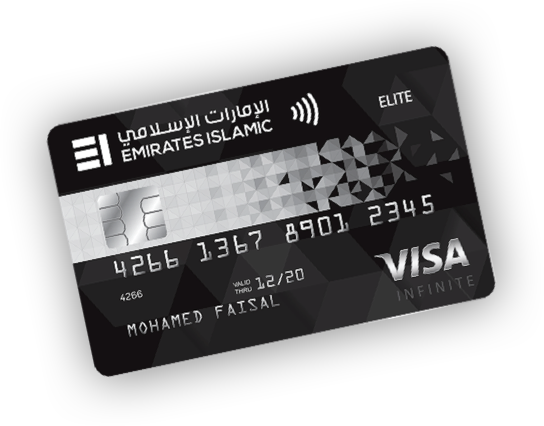 الإمارات الإسلامي
EMIRATES ISLAMIC
ELITE
4266 1367 8901 2345
4266
VALID THRU 12/20
MOHAMED FAISAL
VISA
INFINITE